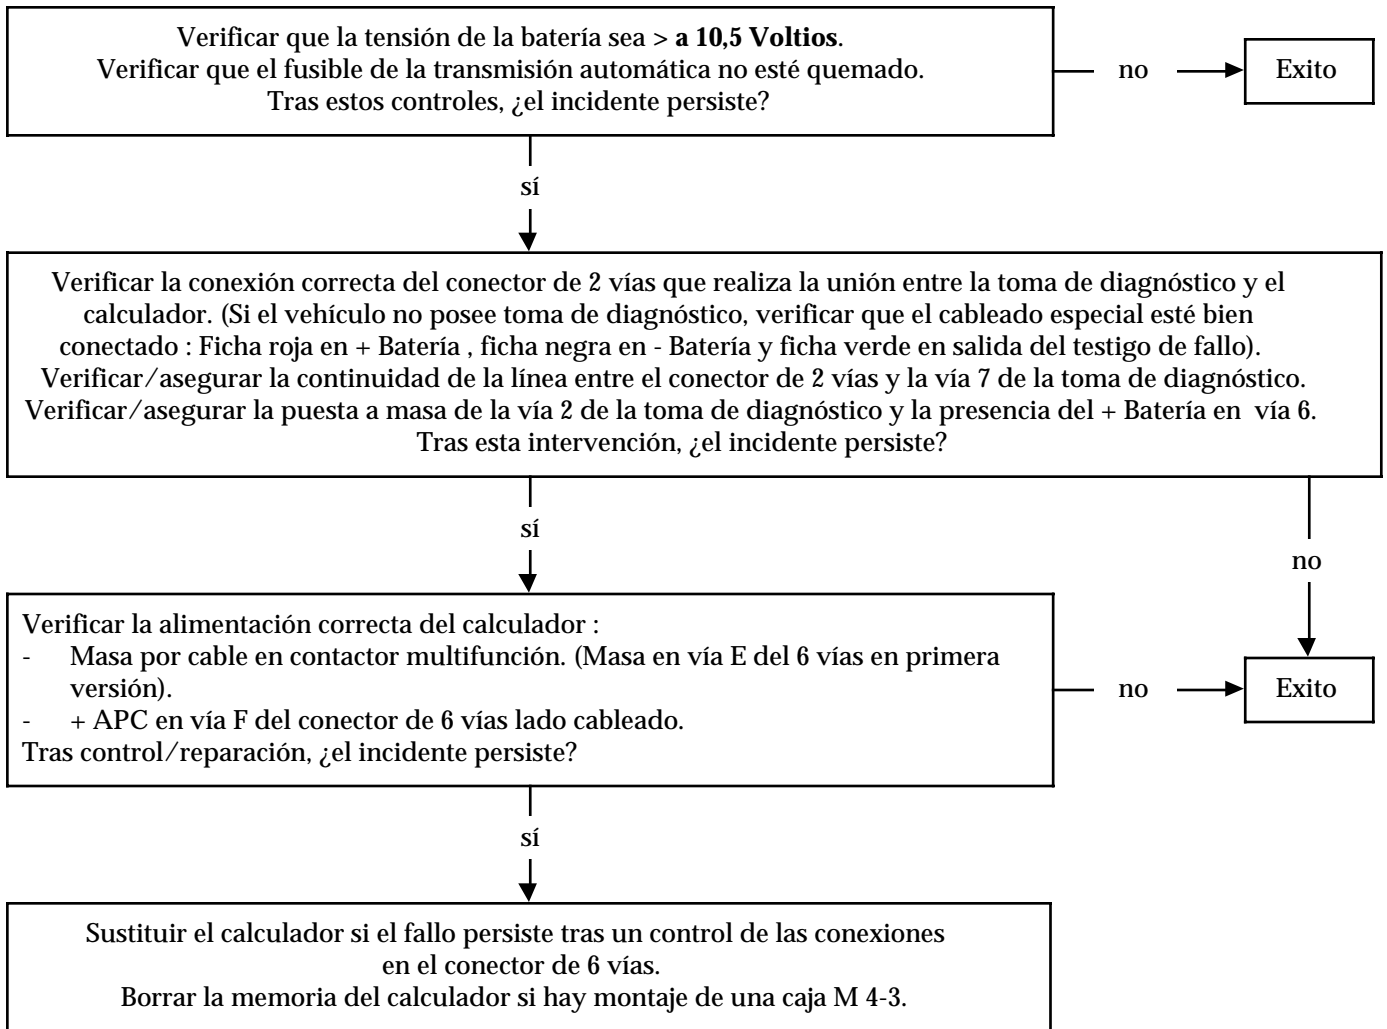 Verificar que la tensión de la batería sea > a 10,5 Voltios.
Verificar que el fusible de la transmisión automática no esté quemado.
Tras estos controles, ¿el incidente persiste?
no
Exito
sí
Verificar la conexión correcta del conector de 2 vías que realiza la unión entre la toma de diagnóstico y el
calculador. (Si el vehículo no posee toma de diagnóstico, verificar que el cableado especial esté bien
conectado : Ficha roja en + Batería , ficha negra en - Batería y ficha verde en salida del testigo de fallo).
Verificar/asegurar la continuidad de la línea entre el conector de 2 vías y la vía 7 de la toma de diagnóstico.
Verificar/asegurar la puesta a masa de la vía 2 de la toma de diagnóstico y la presencia del + Batería en vía 6.
Tras esta intervención, ¿el incidente persiste?
sí
no
Verificar la alimentación correcta del calculador :
- Masa por cable en contactor multifunción. (Masa en vía E del 6 vías en primera
versión).
- + APC en vía F del conector de 6 vías lado cableado.
Tras control/reparación, ¿el incidente persiste?
no
Exito
sí
Sustituir el calculador si el fallo persiste tras un control de las conexiones
en el conector de 6 vías.
Borrar la memoria del calculador si hay montaje de una caja M 4-3.